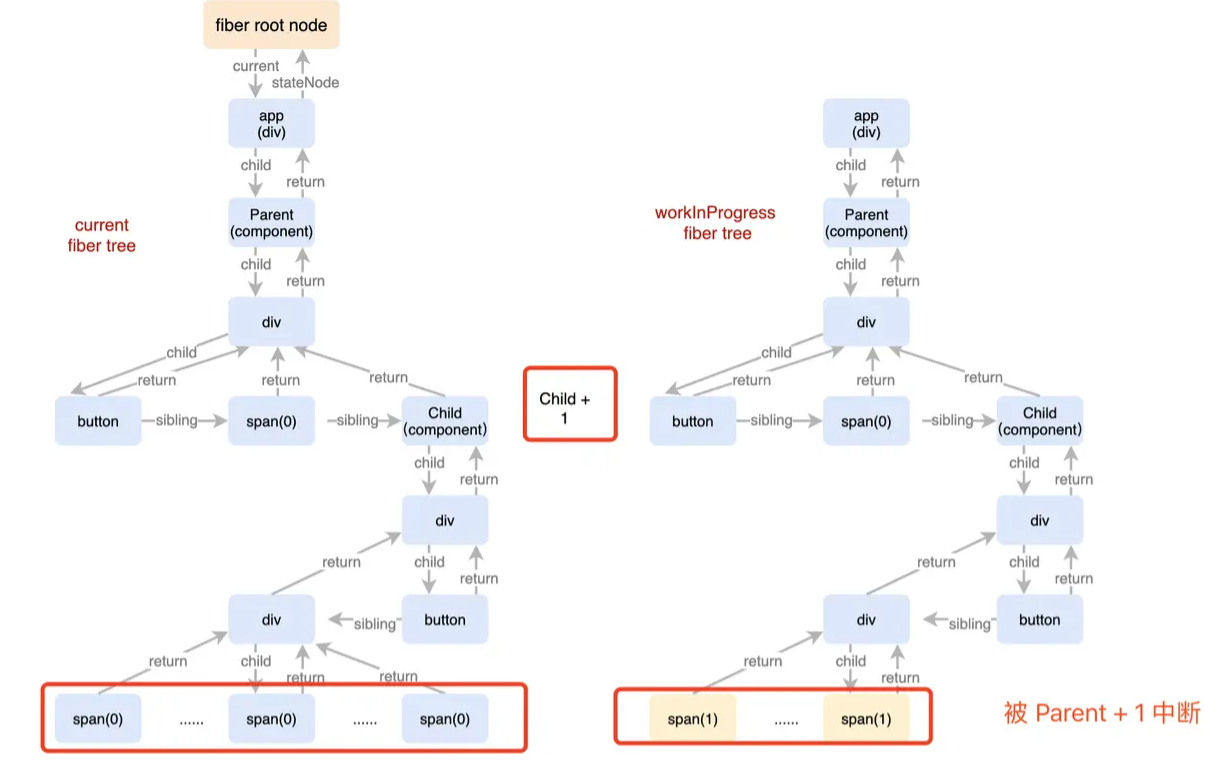 fiber root node
current
stateNode
app
(div)
child
return
Parent
(component)
child
return
div
child
return
return
return
button
sibling
span(0)
sibling
Child
(component)
child
return
div
return
child
return
div
sibling
button
return
child
return
return
span(0)
......
span(0)
......
span(0)
current
fiber tree
Child +
1
workInProgress
fiber tree
app
(div)
child
return
Parent
(component)
child
return
div
child
return
return
return
button
sibling
span(0)
sibling
Child
(component)
child
return
div
return
child
return
div
sibling
button
return
child
return
span(1)
......
span(1)
被 Parent + 1 中断